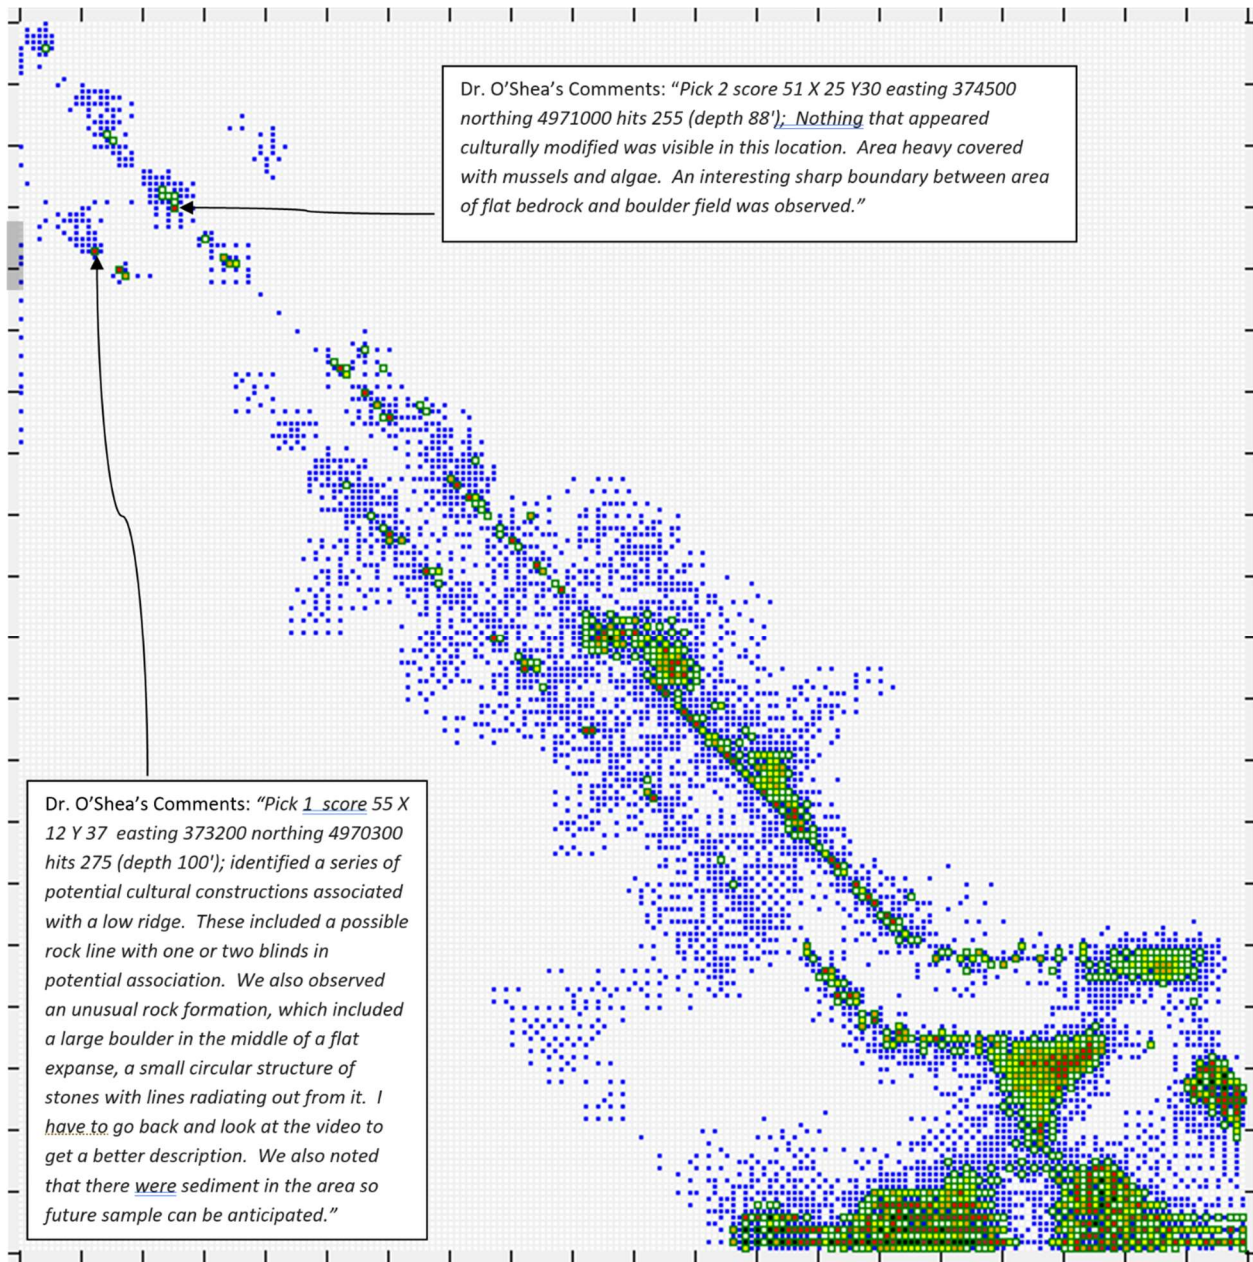 Dr. O’Shea’s Comments: “Pick 2 score 51 X 25 Y30 easting 374500
northing 4971000 hits 255 (depth 88'); Nothing that appeared
culturally modified was visible in this location. Area heavy covered
with mussels and algae. An interesting sharp boundary between area
of flat bedrock and boulder field was observed.”
Dr. O’Shea’s Comments: “Pick 1 score 55 X
12 Y 37 easting 373200 northing 4970300
hits 275 (depth 100'); identified a series of
potential cultural constructions associated
with a low ridge. These included a possible
rock line with one or two blinds in
potential association. We also observed
an unusual rock formation, which included
a large boulder in the middle of a flat
expanse, a small circular structure of
stones with lines radiating out from it. I
have to go back and look at the video to
get a better description. We also noted
that there were sediment in the area so
future sample can be anticipated.”